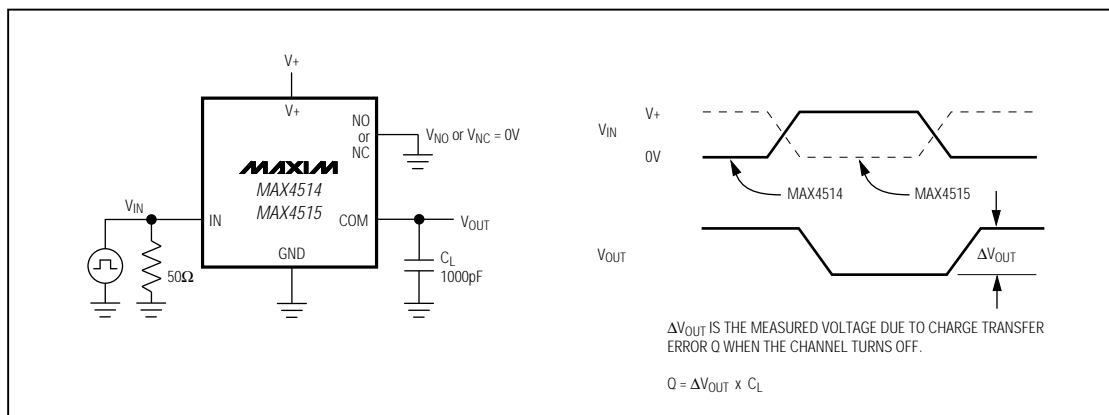 V+
V+
NO
or
NC
VNO or VNC = 0V
MAXIM
MAX4514
MAX4515
VIN
IN
COM
VOUT
GND
50Ω
CL
1000pF
VIN
V+
0V
MAX4514
MAX4515
VOUT
ΔVOUT
ΔVOUT IS THE MEASURED VOLTAGE DUE TO CHARGE TRANSFER
ERROR Q WHEN THE CHANNEL TURNS OFF.
Q = ΔVOUT x CL